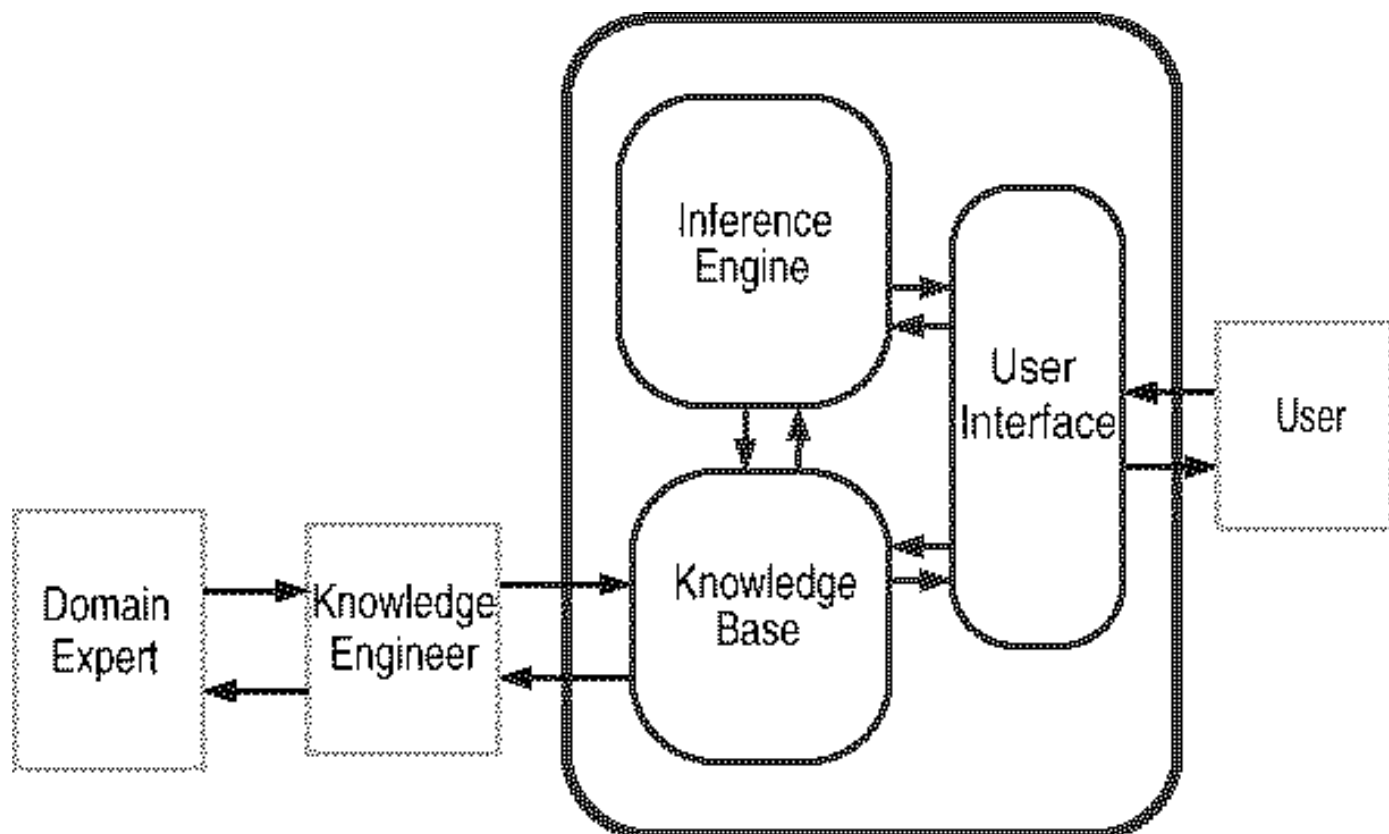 Inference
Engine
User
Interface
User
Domain
Expert
Knowledge
Engineer
Knowledge
Base